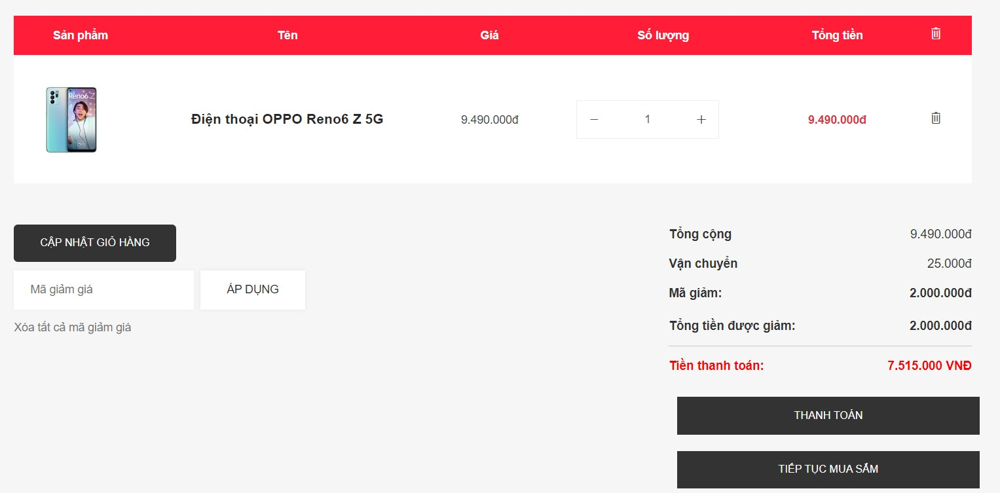 Sản phẩm Tên Giá Số lượng Tổng tiền
Reno6 Z
5G
Điện thoại OPPO Reno6 Z 5G 9.490.000đ − 1 + 9.490.000đ
CẬP NHẬT GIỎ HÀNG
Mã giảm giá ÁP DỤNG
Xóa tất cả mã giảm giá
Tổng cộng 9.490.000đ
Vận chuyển 25.000đ
Mã giảm: 2.000.000đ
Tổng tiền được giảm: 2.000.000đ
Tiền thanh toán: 7.515.000 VNĐ
THANH TOÁN
TIẾP TỤC MUA SẮM